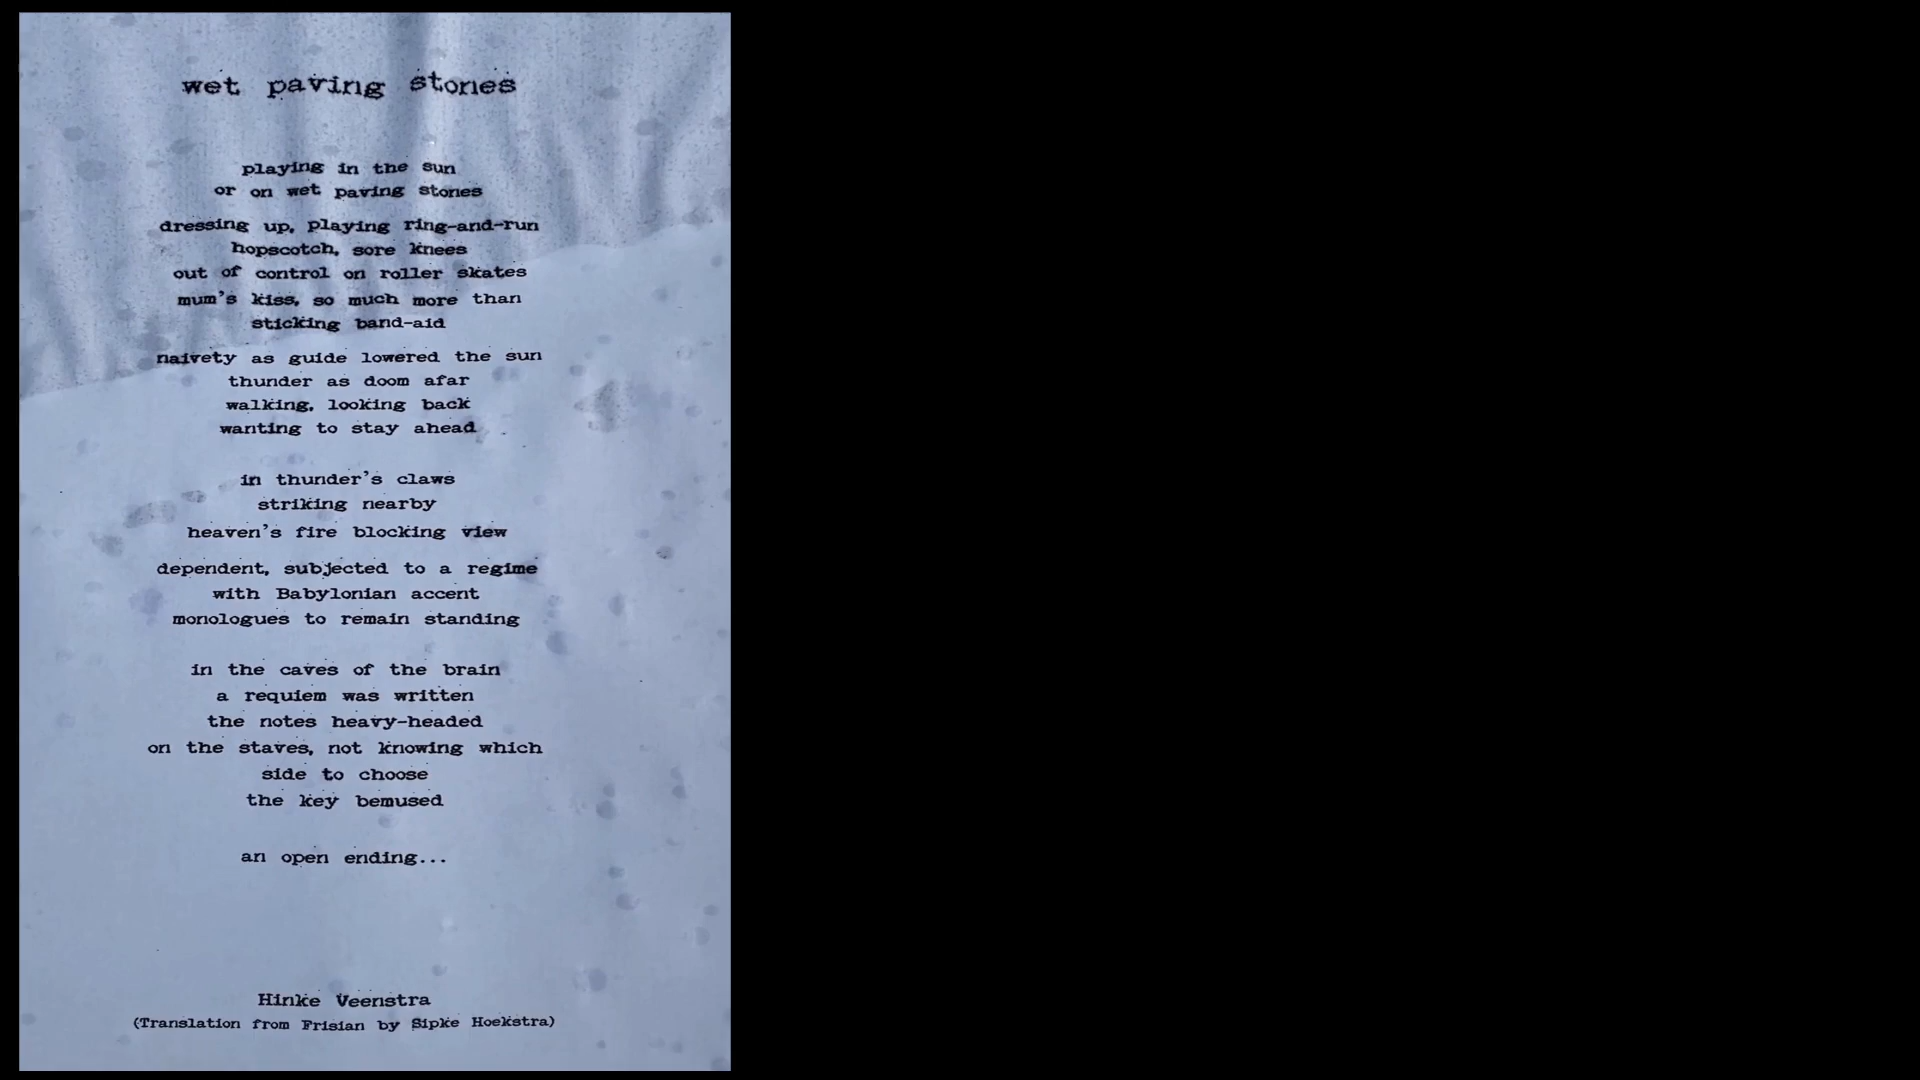 wet paving stones
playing in the sun
or on wet paving stones
dressing up, playing ring-and-run
hopscotch, sore knees
out of control on roller skates
mum's kiss, so much more than
sticking band-aid
naivety as guide lowered the sun
thunder as doom afar
walking, looking back
wanting to stay ahead
in thunder's claws
striking nearby
heaven's fire blocking view
dependent, subjected to a regime
with Babylonian accent
monologues to remain standing
in the caves of the brain
a requiem was written
the notes heavy-headed
on the staves, not knowing which
side to choose
the key bemused
an open ending...
Hinke Veenstra
(Translation from Frisian by Sipke Hoekstra)